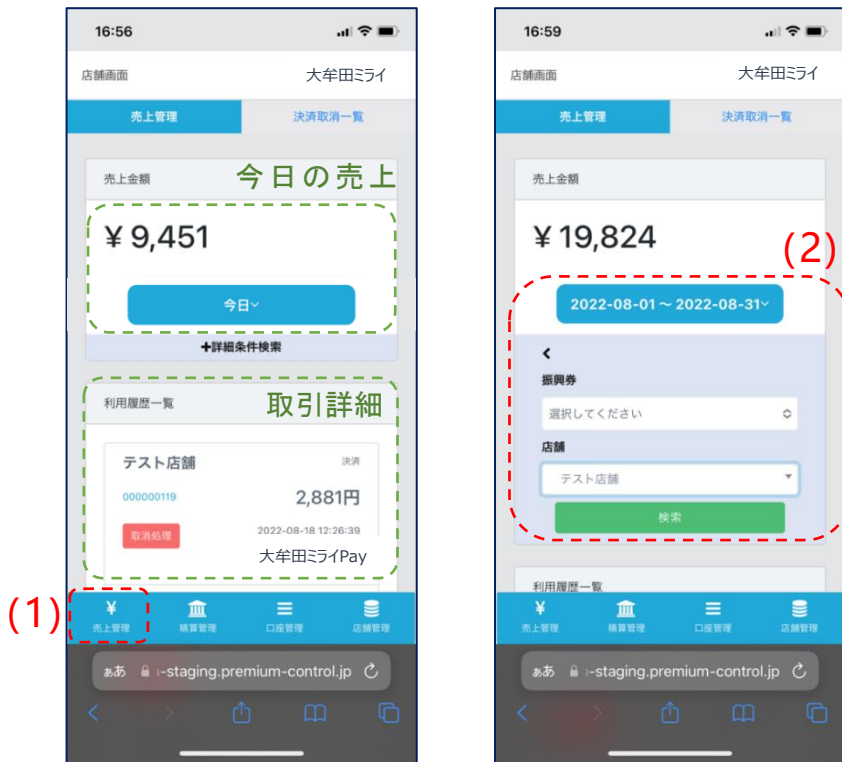 16:56
店舗画面
大牟田ミライ
売上管理
決済取消一覧
売上金額
今日の売上
¥ 9,451
今日
+詳細条件検索
利用履歴一覧
取引詳細
テスト店舗
決済
000000119
2,881円
取消処理
2022-08-18 12:26:39
大牟田ミライPay
(1)
¥
売上管理
精算管理
口座管理
店舗管理
ぁあ
-staging.premium-control.jp
16:59
店舗画面
大牟田ミライ
売上管理
決済取消一覧
売上金額
¥ 19,824
(2)
2022-08-01 ~ 2022-08-31
振興券
選択してください
店舗
テスト店舗
検索
利用履歴一覧
¥
売上管理
精算管理
口座管理
店舗管理
ぁあ
-staging.premium-control.jp